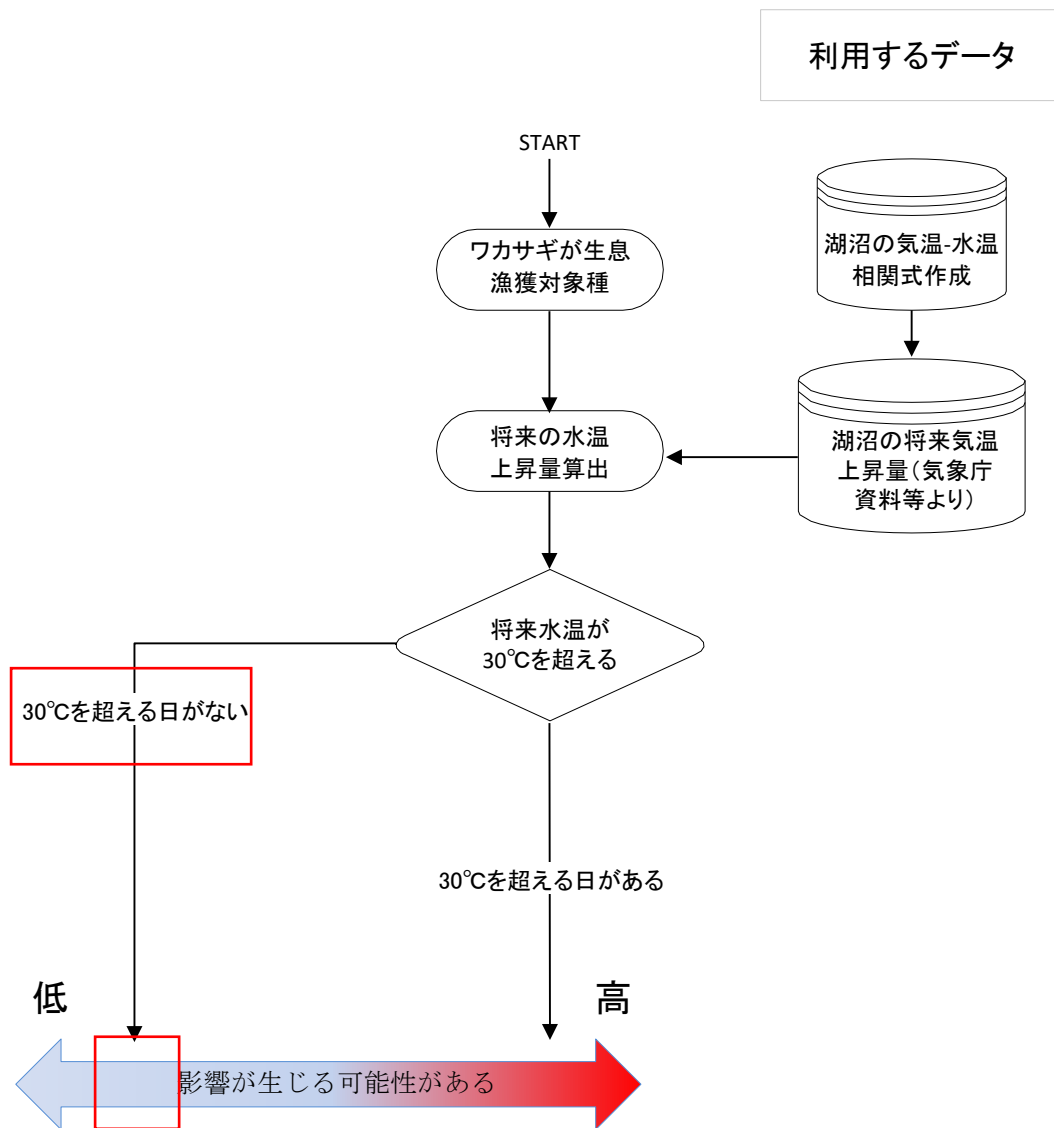 利用するデータ
START
ワカサギが生息
漁獲対象種
湖沼の気温-水温
相関式作成
将来の水温
上昇量算出
湖沼の将来気温
上昇量(気象庁
資料等より)
将来水温が
30℃を超える
30℃を超える日がない
30℃を超える日がある
低
高
影響が生じる可能性がある